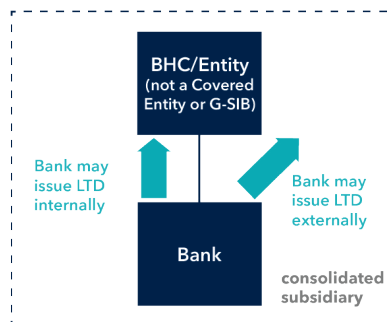 BHC/Entity
(not a Covered
Entity or G-SIB)
Bank may
issue LTD
internally
Bank may
issue LTD
externally
Bank
consolidated
subsidiary